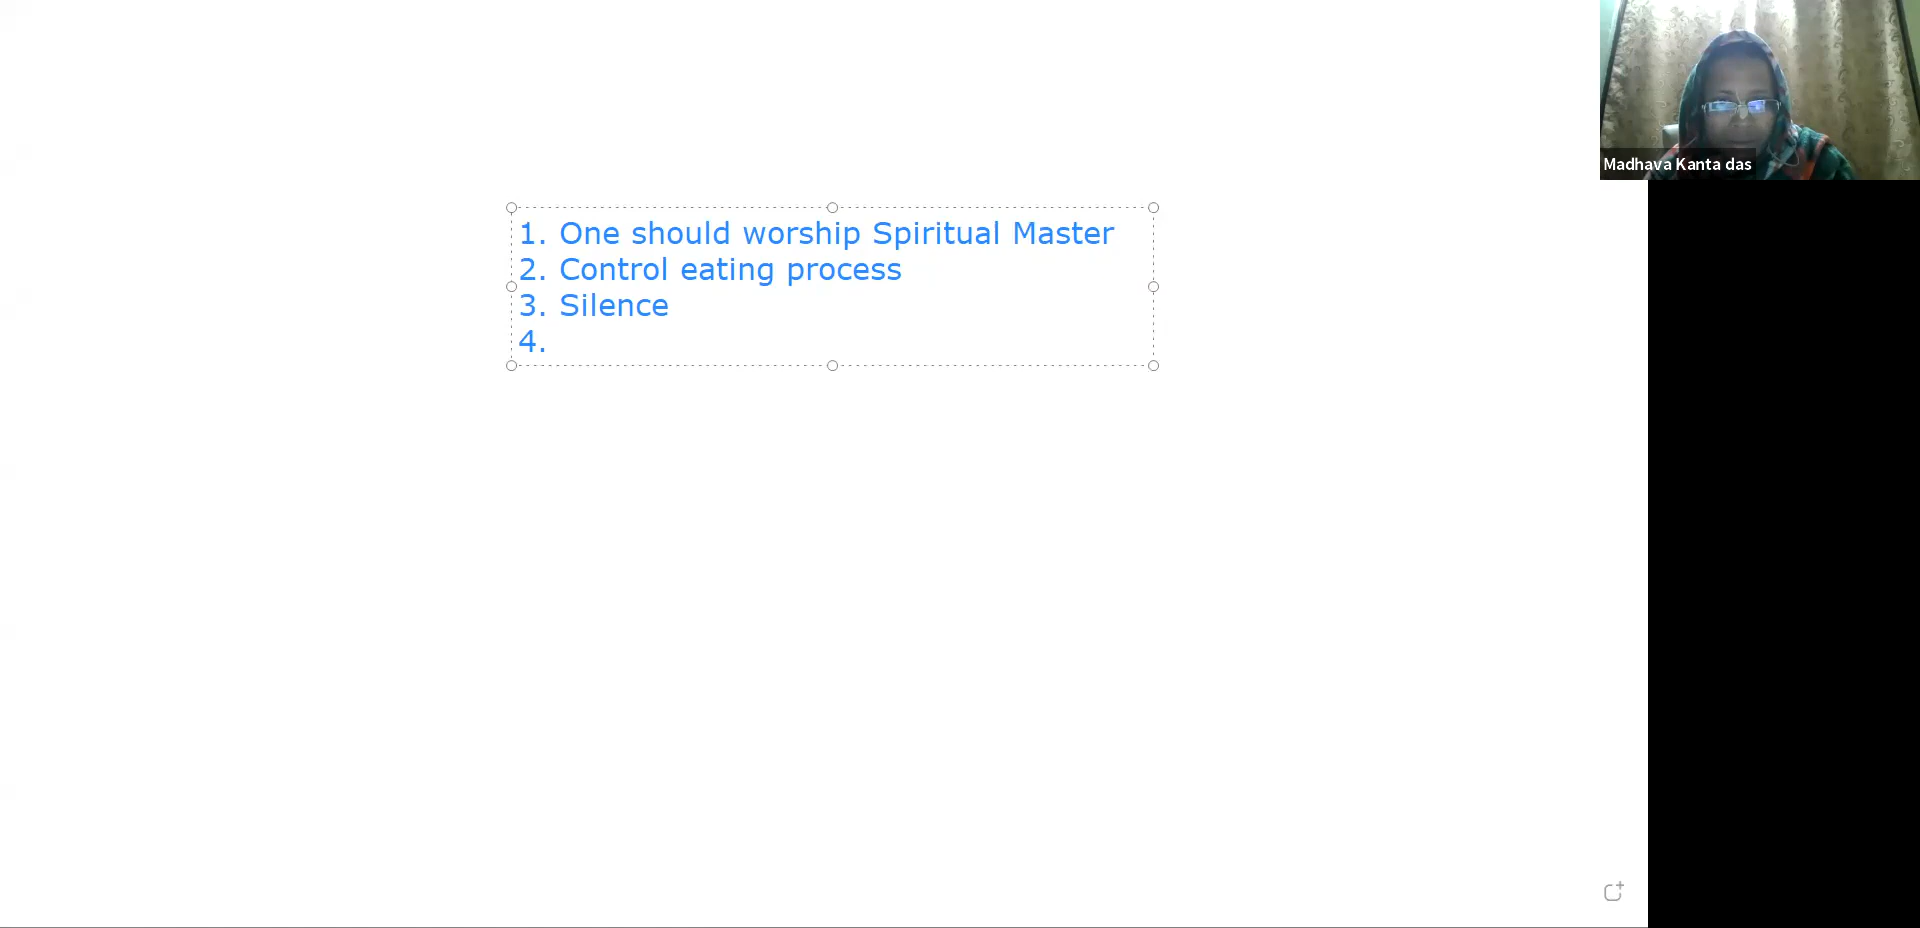 1. One should worship Spiritual Master
2. Control eating process
3. Silence
4.
Madhava Kanta das